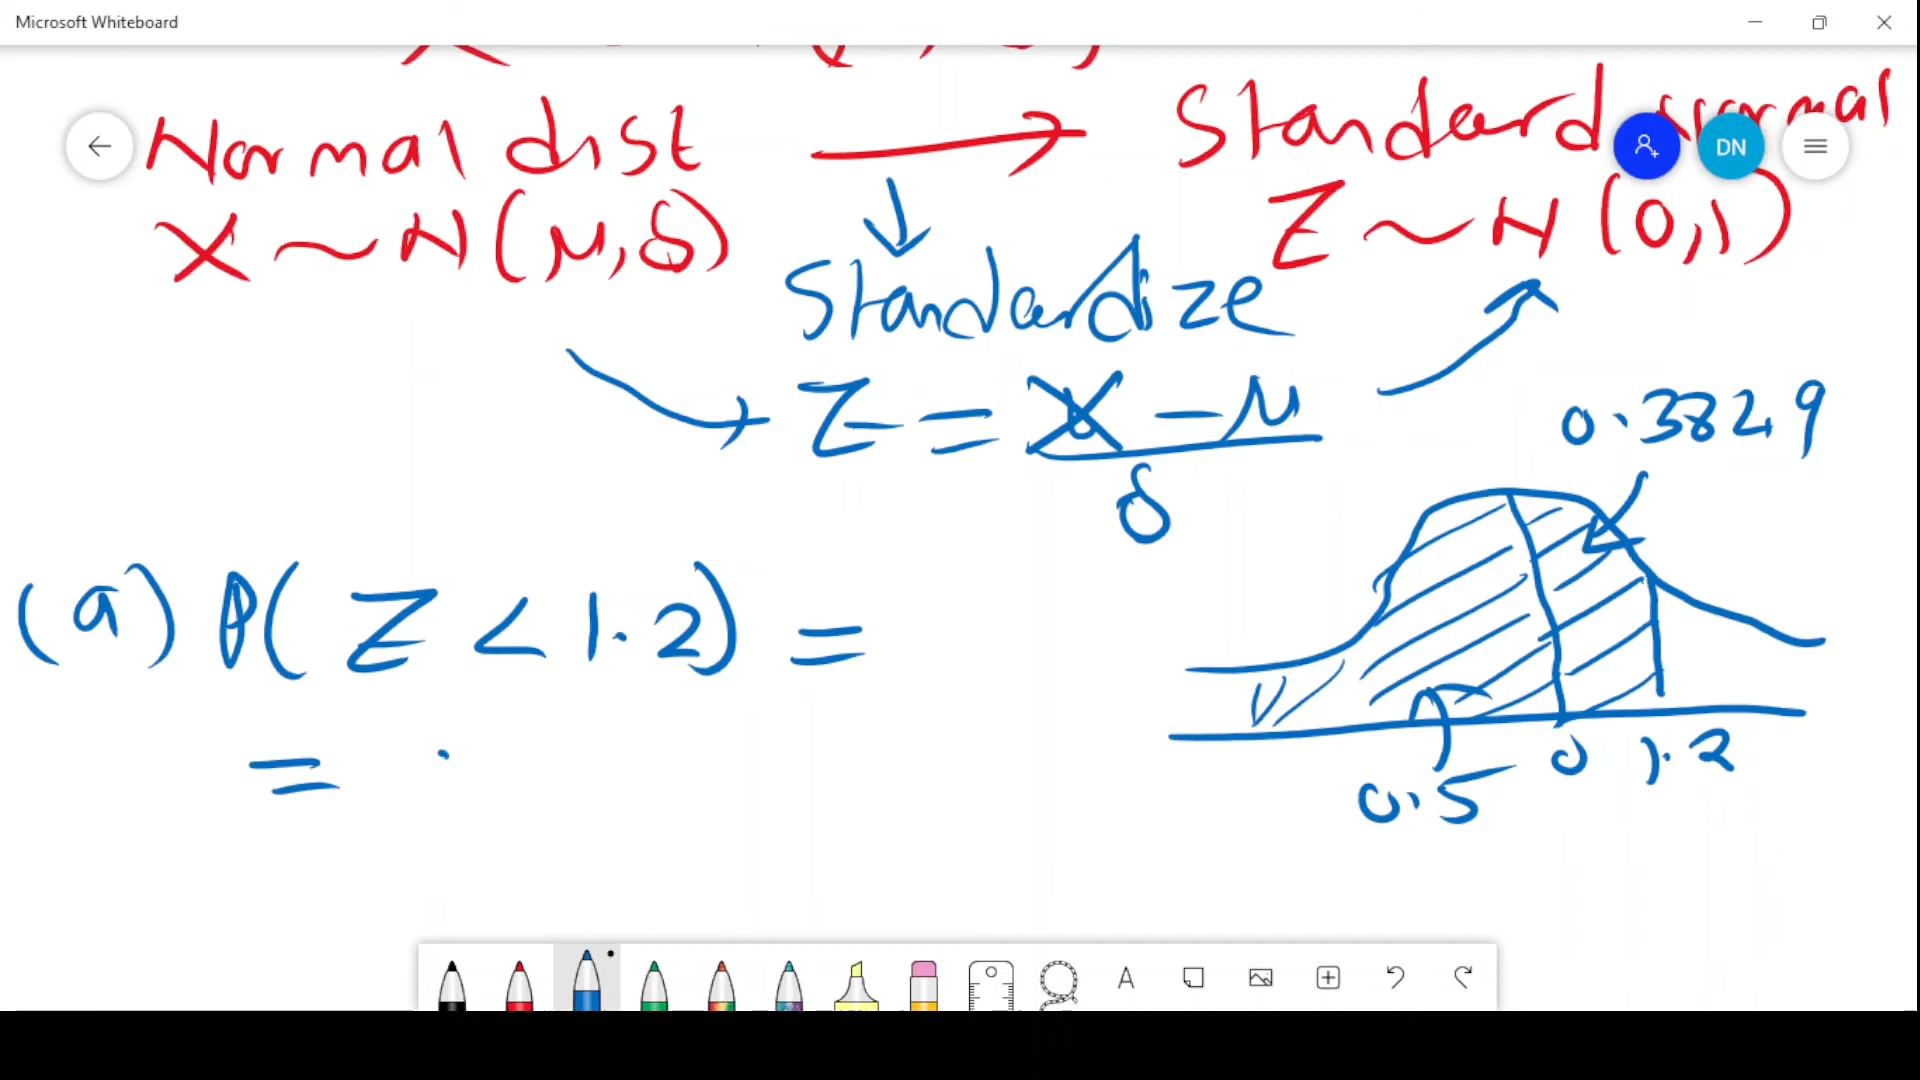 Microsoft Whiteboard
Normal dist → Standard normal
X ~ N (μ, δ)
Z ~ N (0,1)
DN
Standardize
Z = X - μ
δ
0.3829
(a) P( Z < 1.2) =
=
0.5
0
1.2